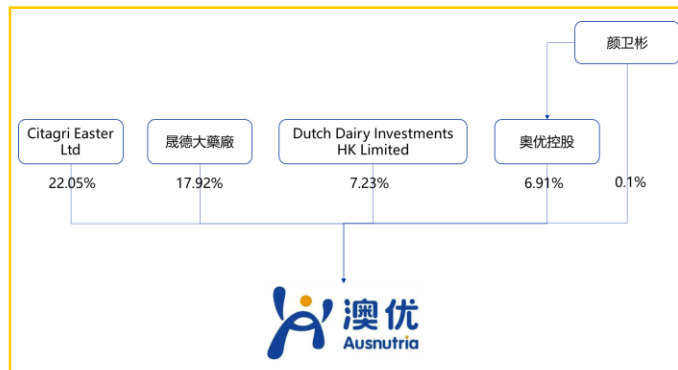 颜卫彬
Citagri Easter
Ltd
晟德大藥廠
Dutch Dairy Investments
HK Limited
奥优控股
22.05%
17.92%
7.23%
6.91%
0.1%
澳优
Ausnutria